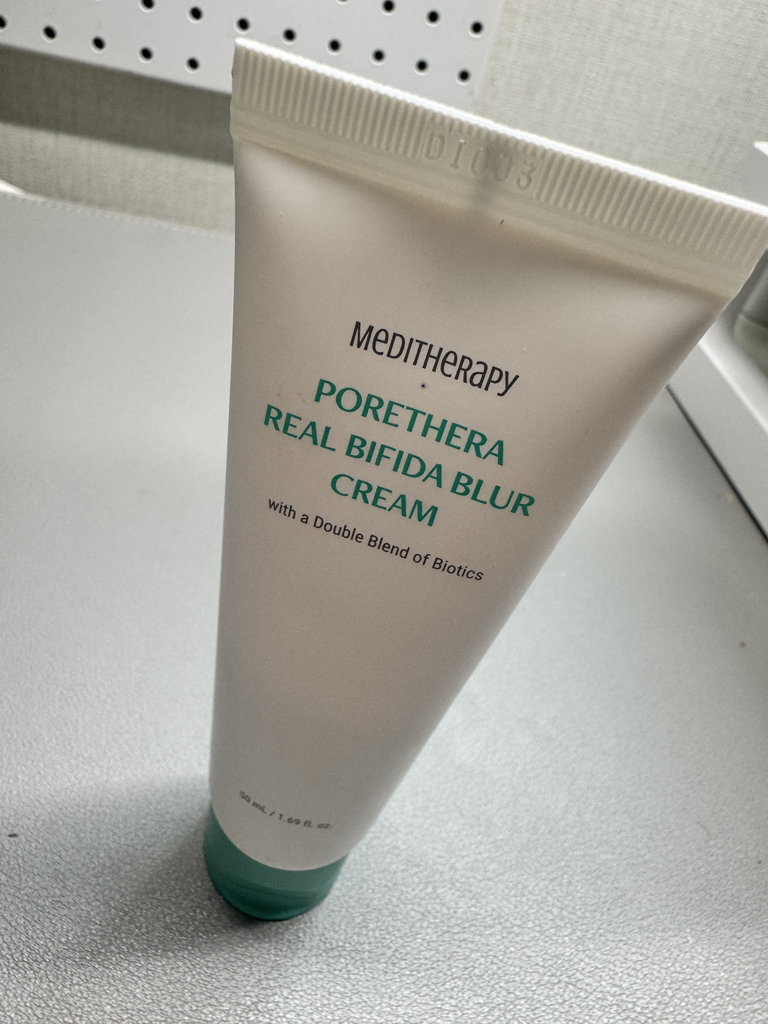 D1003
MEDITHERAPY
PORETHERA
REAL BIFIDA BLUR
CREAM
with a Double Blend of Biotics
50 mL / 1.69 fl. oz.